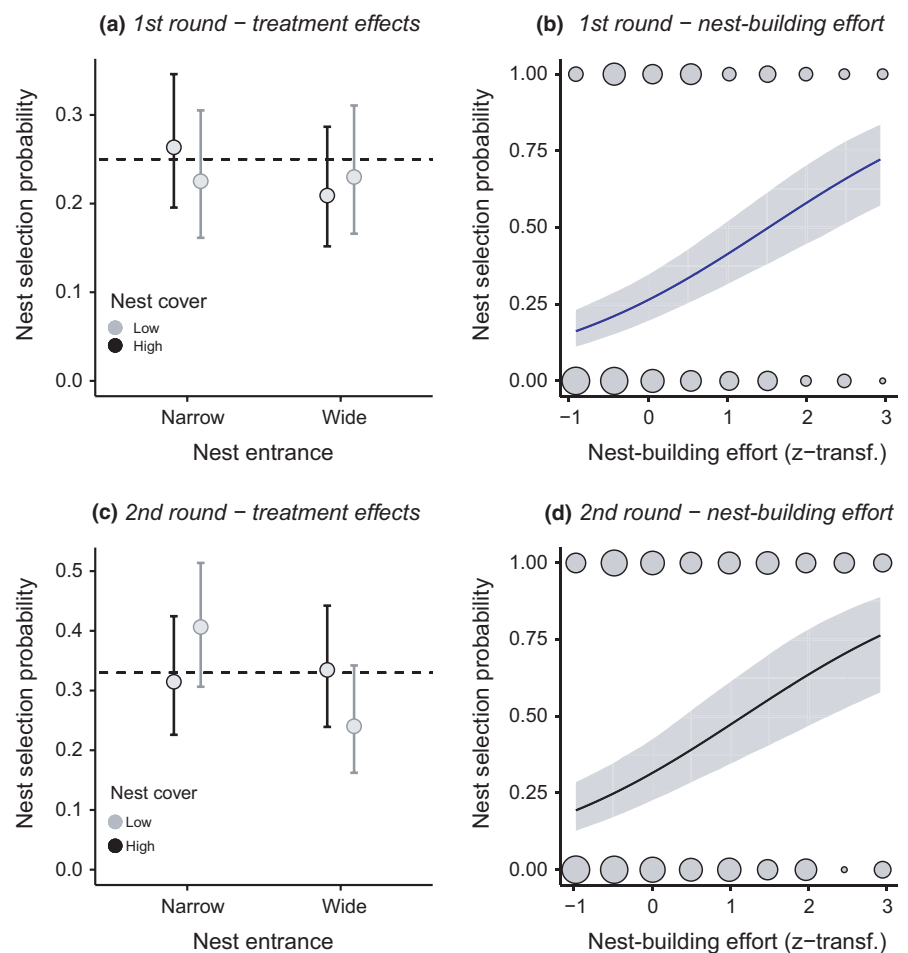 (a) 1st round − treatment effects
Nest selection probability
0.3
0.2
0.1
0.0
Nest cover
Low
High
Narrow
Wide
Nest entrance
(b) 1st round − nest-building effort
Nest selection probability
1.00
0.75
0.50
0.25
0.00
−1
0
1
2
3
Nest-building effort (z−transf.)
(c) 2nd round − treatment effects
Nest selection probability
0.5
0.4
0.3
0.2
0.1
0.0
Nest cover
Low
High
Narrow
Wide
Nest entrance
(d) 2nd round − nest-building effort
Nest selection probability
1.00
0.75
0.50
0.25
0.00
−1
0
1
2
3
Nest-building effort (z−transf.)